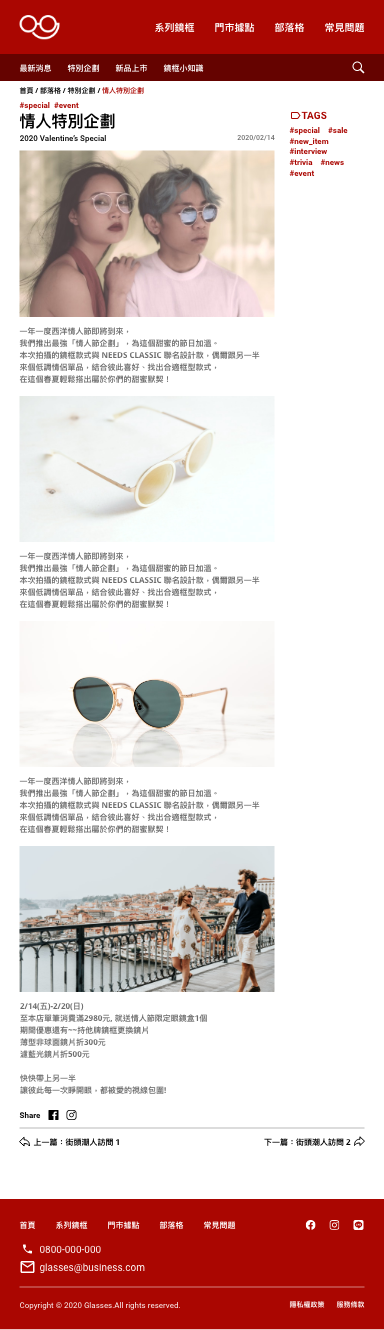 系列鏡框 門市據點 部落格 常見問題
最新消息 特別企劃 新品上市 鏡框小知識
首頁 / 部落格 / 特別企劃 / 情人特別企劃
#special #event
情人特別企劃
2020 Valentine's Special 2020/02/14
TAGS
#special #sale
#new_item
#interview
#trivia #news
#event
一年一度西洋情人節即將到來，
我們推出最強「情人節企劃」，為這個甜蜜的節日加溫。
本次拍攝的鏡框款式與 NEEDS CLASSIC 聯名設計款，偶爾跟另一半
來個低調情侶單品，結合彼此喜好、找出合適框型款式，
在這個春夏輕鬆搭出屬於你們的甜蜜默契！
一年一度西洋情人節即將到來，
我們推出最強「情人節企劃」，為這個甜蜜的節日加溫。
本次拍攝的鏡框款式與 NEEDS CLASSIC 聯名設計款，偶爾跟另一半
來個低調情侶單品，結合彼此喜好、找出合適框型款式，
在這個春夏輕鬆搭出屬於你們的甜蜜默契！
一年一度西洋情人節即將到來，
我們推出最強「情人節企劃」，為這個甜蜜的節日加溫。
本次拍攝的鏡框款式與 NEEDS CLASSIC 聯名設計款，偶爾跟另一半
來個低調情侶單品，結合彼此喜好、找出合適框型款式，
在這個春夏輕鬆搭出屬於你們的甜蜜默契！
2/14(五)-2/20(日)
至本店單筆消費滿2980元, 就送情人節限定眼鏡盒1個
期間優惠還有~~持他牌鏡框更換鏡片
薄型非球面鏡片折300元
濾藍光鏡片折500元
快快帶上另一半
讓彼此每一次睜開眼，都被愛的視線包圍!
Share
上一篇：街頭潮人訪問 1 下一篇：街頭潮人訪問 2
首頁 系列鏡框 門市據點 部落格 常見問題
0800-000-000
glasses@business.com
Copyright © 2020 Glasses.All rights reserved. 隱私權政策 服務條款